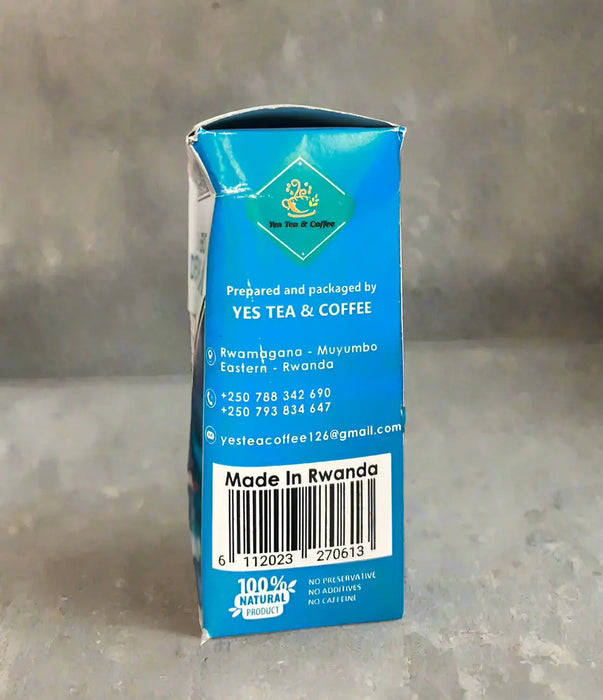 Yes Tea & Coffee
Prepared and packaged by
YES TEA & COFFEE
Rwamagana - Muyumbo
Eastern - Rwanda
+250 788 342 690
+250 793 834 647
yesteacoffee126@gmail.com
Made In Rwanda
6 112023 270613
100%
NATURAL
PRODUCT
NO PRESERVATIVE
NO ADDITIVES
NO CAFFEINE